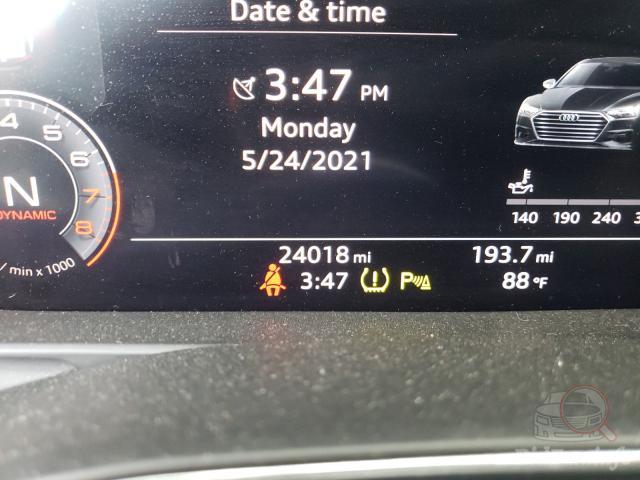 Date & time
3:47 PM
Monday
5/24/2021
4 5 6 7 8
N
DYNAMIC
/ min x 1000
140 190 240
24018 mi
193.7 mi
3:47
P
88 °F